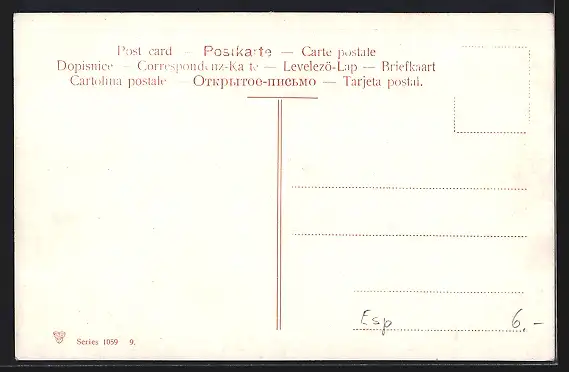 Post card — Postkarte — Carte postale
Dopisnice — Correspondenz-Karte — Levelező-Lap — Briefkaart
Cartolina postale — Открытое-письмо — Tarjeta postal.
Esp 6.-
Series 1059 9.